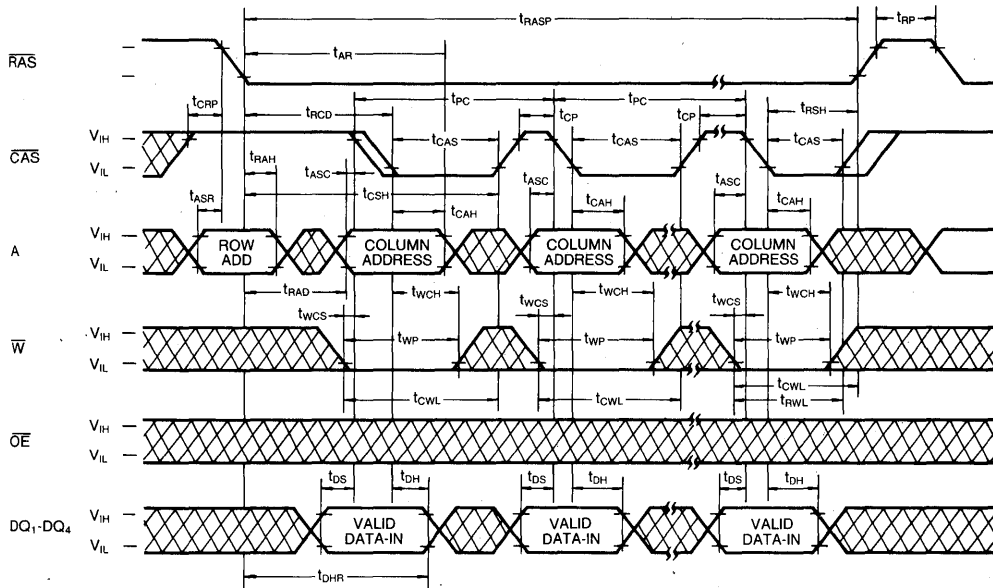 tRASP
tRP
tAR
RAS
tCRP
tRCD
tPC
tPC
tCP
tCP
tRSH
VIH
CAS
VIL
tCAS
tCAS
tCAS
tRAH
tASC
tCSH
tASC
tASC
tASR
tCAH
tCAH
tCAH
A
VIH
VIL
ROW
ADD
COLUMN
ADDRESS
COLUMN
ADDRESS
COLUMN
ADDRESS
tRAD
tWCH
tWCH
tWCH
tWCS
tWCS
tWCS
W
VIH
VIL
tWP
tWP
tWP
tCWL
tCWL
tCWL
tRWL
OE
VIH
VIL
tDS
tDH
tDS
tDH
tDS
tDH
DQ1-DQ4
VIH
VIL
VALID
DATA-IN
VALID
DATA-IN
VALID
DATA-IN
tDHR